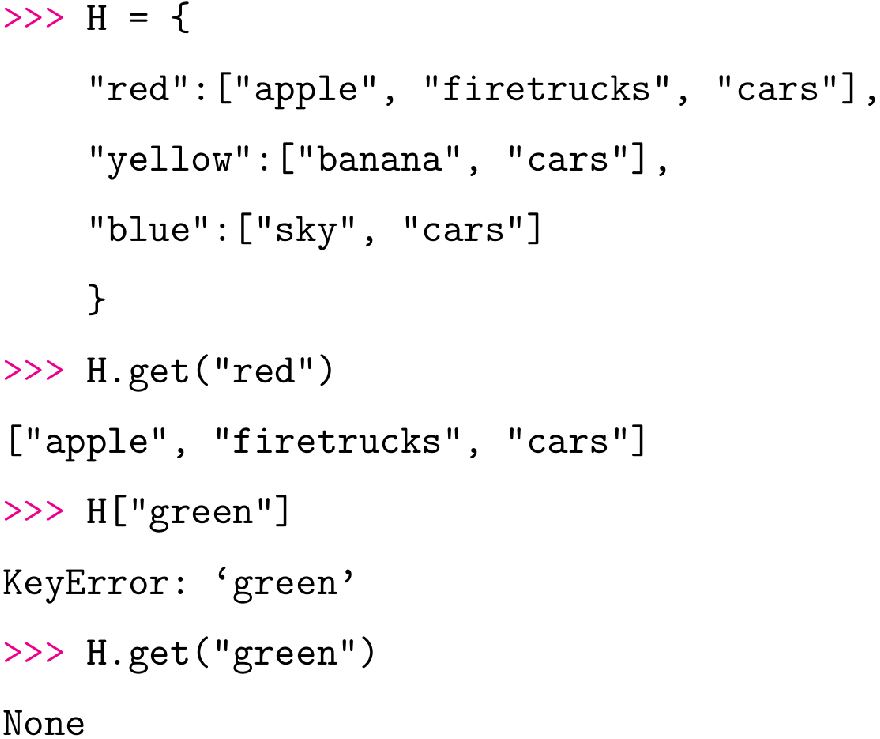 >>> H = {
"red":["apple", "firetrucks", "cars"],
"yellow":["banana", "cars"],
"blue":["sky", "cars"]
}
>>> H.get("red")
["apple", "firetrucks", "cars"]
>>> H["green"]
KeyError: ‘green’
>>> H.get("green")
None